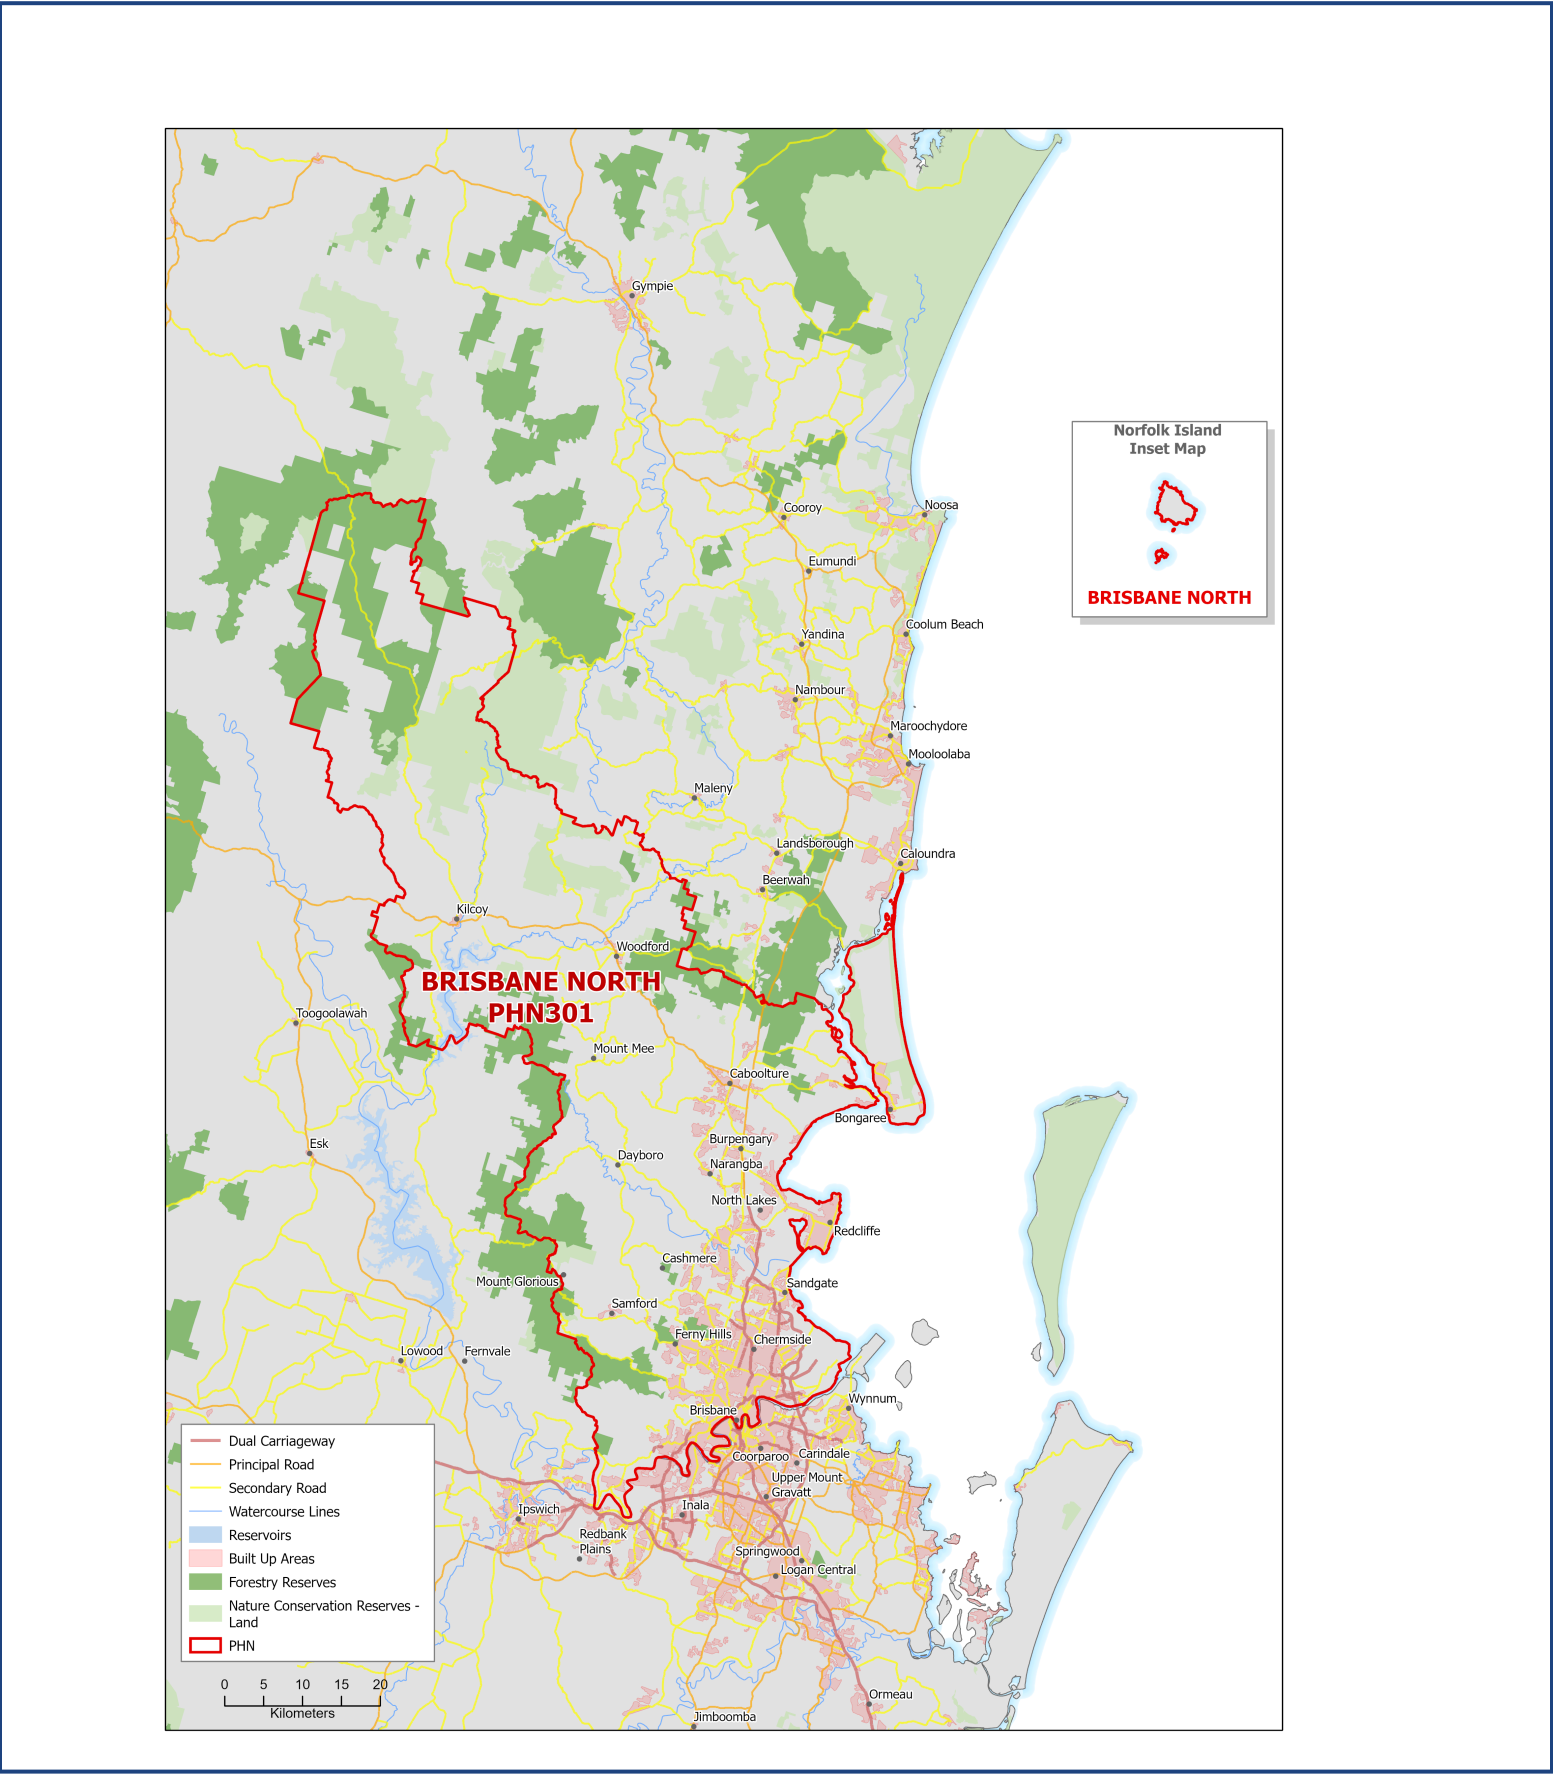 Gympie
Norfolk Island
Inset Map
BRISBANE NORTH
Cooroy
Noosa
Eumundi
Coolum Beach
Yandina
Nambour
Maroochydore
Mooloolaba
Maleny
Landsborough
Caloundra
Beerwah
Kilcoy
Woodford
BRISBANE NORTH
PHN301
Toogoolawah
Mount Mee
Caboolture
Bongaree
Burpengary
Esk
Dayboro
Narangba
North Lakes
Redcliffe
Cashmere
Mount Glorious
Sandgate
Samford
Ferny Hills
Chermside
Lowood
Fernvale
Wynnum
Brisbane
Coorparoo
Carindale
Upper Mount
Gravatt
Ipswich
Inala
Redbank
Plains
Springwood
Logan Central
Ormeau
Jimboomba
Dual Carriageway
Principal Road
Secondary Road
Watercourse Lines
Reservoirs
Built Up Areas
Forestry Reserves
Nature Conservation Reserves -
Land
PHN
0 5 10 15 20
Kilometers